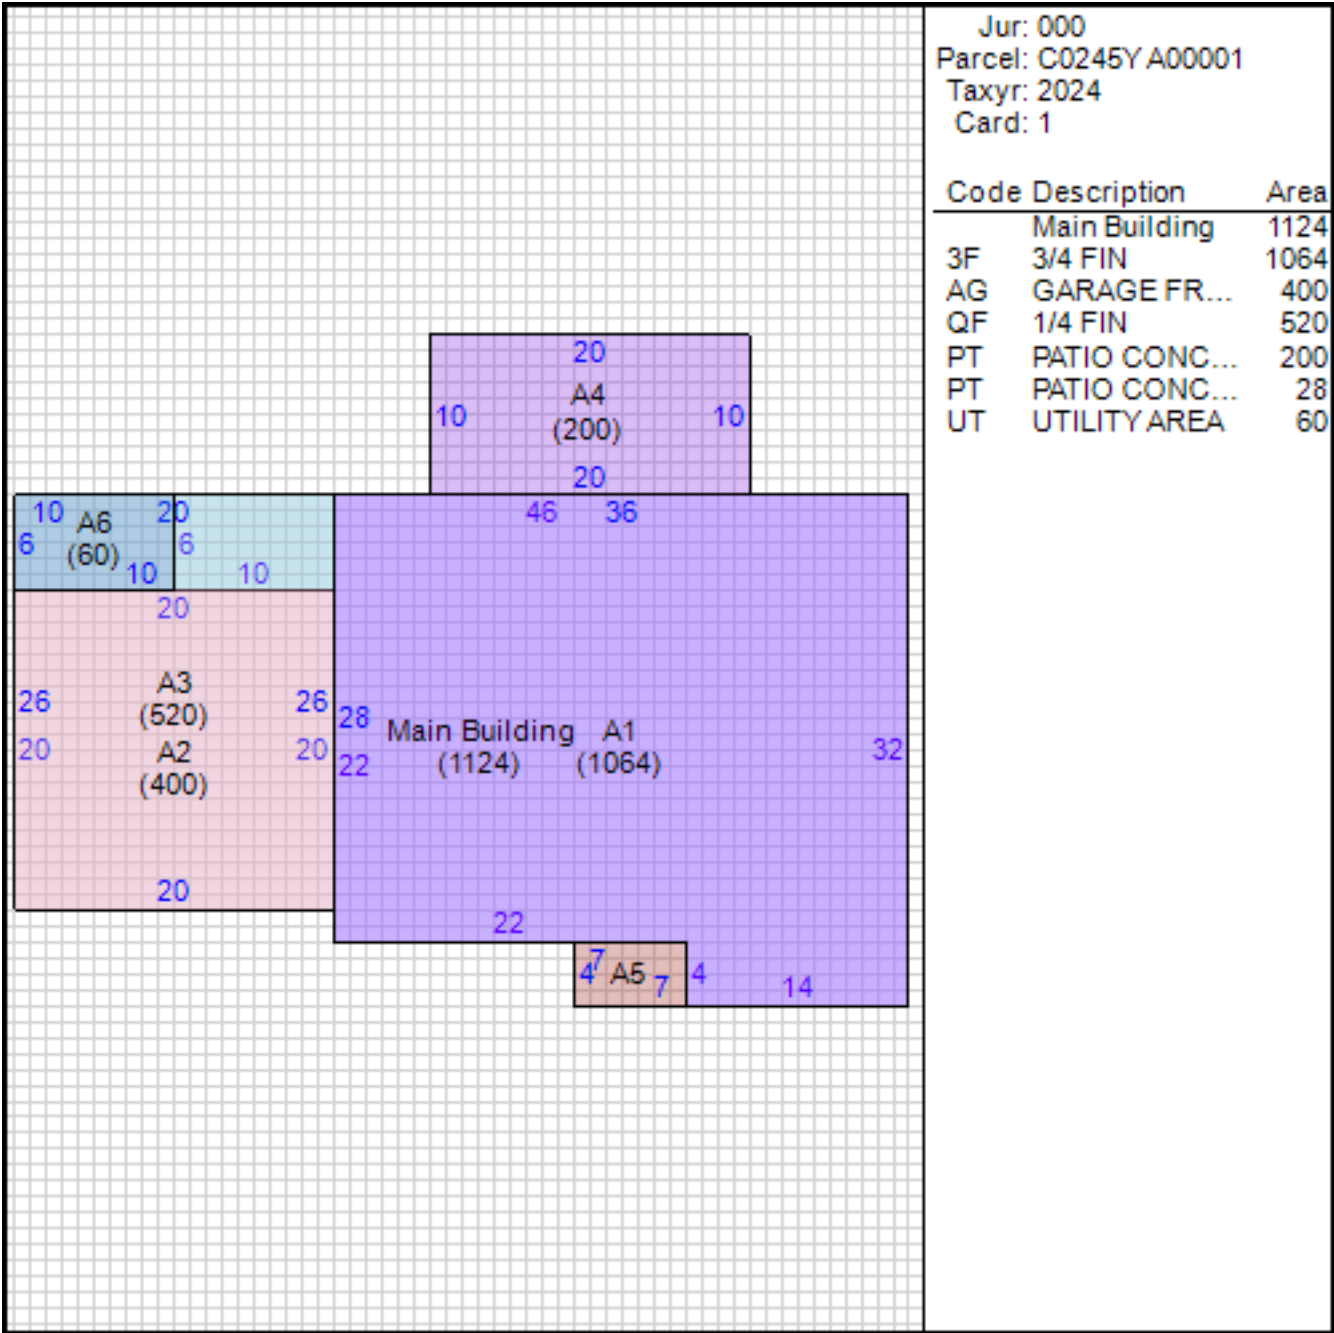 Jur: 000
Parcel: C0245Y A00001
Taxyr: 2024
Card: 1
Code Description Area
Main Building 1124
3F 3/4 FIN 1064
AG GARAGE FR... 400
QF 1/4 FIN 520
PT PATIO CONC... 200
PT PATIO CONC... 28
UT UTILITY AREA 60
20
A4
10 10
(200)
20
10 20 46 36
A6
6 6
(60)
10 10
20
A3
26 26
(520)
28
Main Building A1
20 A2 20 32
22 (1124) (1064)
(400)
20
22
7
4 A5 4
7 14